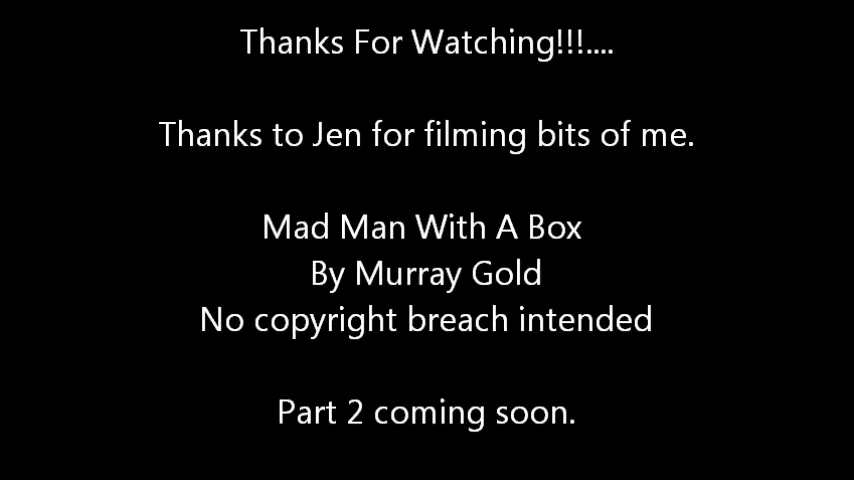 Thanks For Watching!!!....
Thanks to Jen for filming bits of me.
Mad Man With A Box
By Murray Gold
No copyright breach intended
Part 2 coming soon.